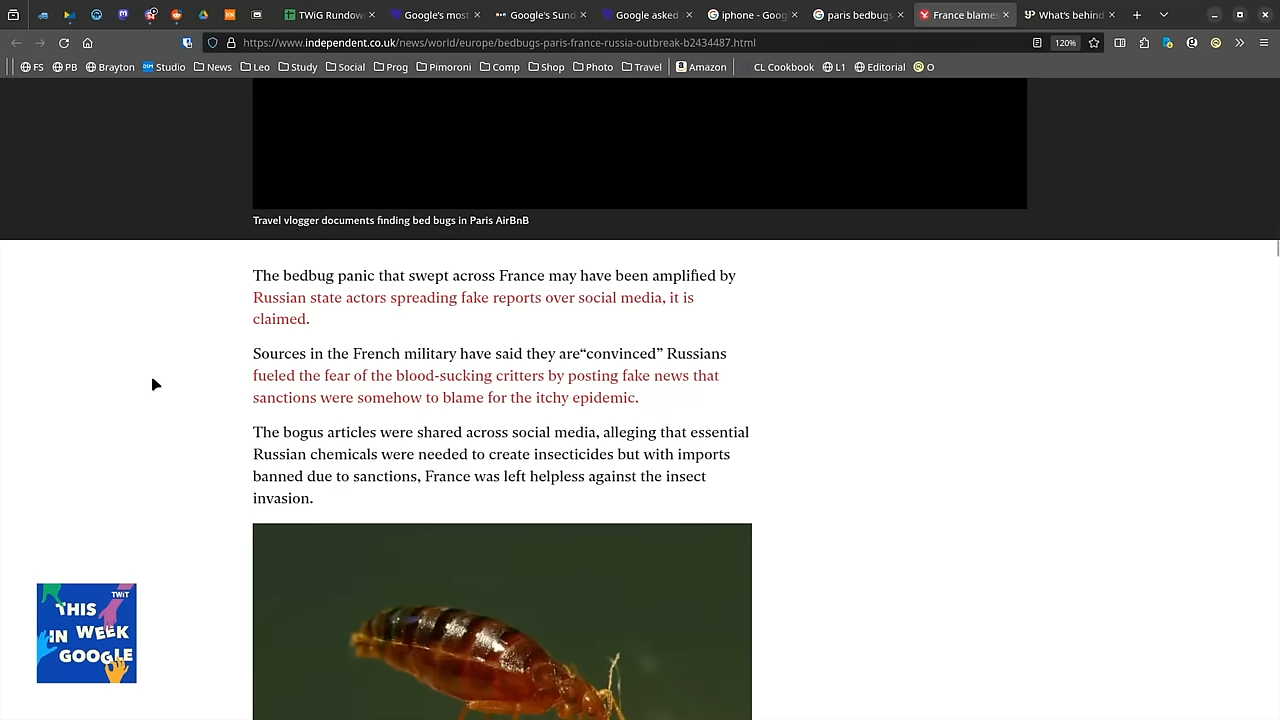 TWiG Rundow
Google's most
Google's Sund
Google asked
iphone - Goog
paris bedbugs
France blames
What's behind
https://www.independent.co.uk/news/world/europe/bedbugs-paris-france-russia-outbreak-b2434487.html
120%
FS PB Brayton Studio News Leo Study Social Prog Pimoroni Comp Shop Photo Travel Amazon CL Cookbook L1 Editorial O
Travel vlogger documents finding bed bugs in Paris AirBnB
The bedbug panic that swept across France may have been amplified by
Russian state actors spreading fake reports over social media, it is
claimed.
Sources in the French military have said they are“convinced” Russians
fueled the fear of the blood-sucking critters by posting fake news that
sanctions were somehow to blame for the itchy epidemic.
The bogus articles were shared across social media, alleging that essential
Russian chemicals were needed to create insecticides but with imports
banned due to sanctions, France was left helpless against the insect
invasion.
TWiT
THIS
IN WEEK
GOOGLE